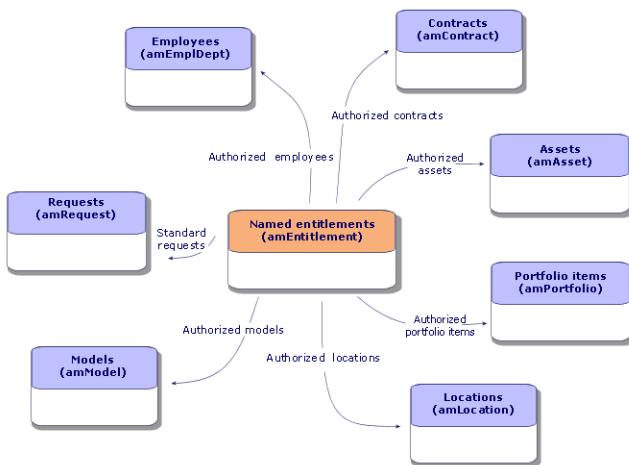 Employees
(amEmplDept)
Contracts
(amContract)
Authorized contracts
Authorized employees
Authorized
assets
Assets
(amAsset)
Requests
(amRequest)
Standard
requests
Named entitlements
(amEntitlement)
Portfolio items
(amPortfolio)
Authorized
portfolio items
Authorized models
Authorized locations
Models
(amModel)
Locations
(amLocation)